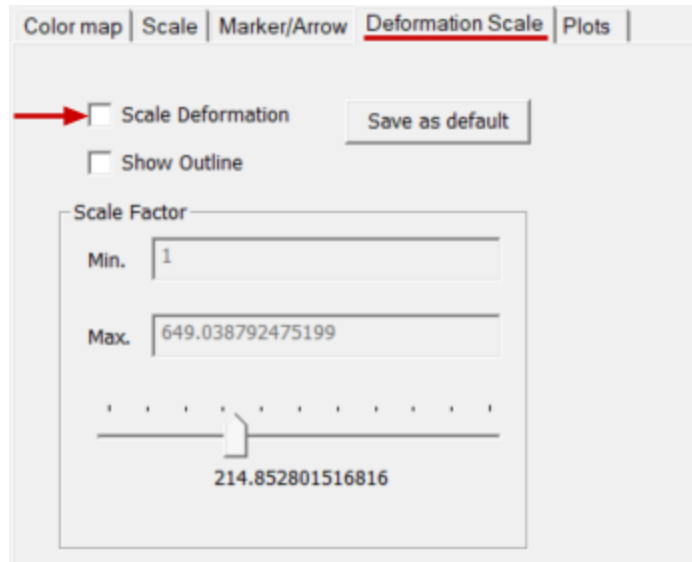 Color map Scale Marker/Arrow Deformation Scale Plots
Scale Deformation Save as default
Show Outline
Scale Factor
Min. 1
Max. 649.038792475199
214.852801516816